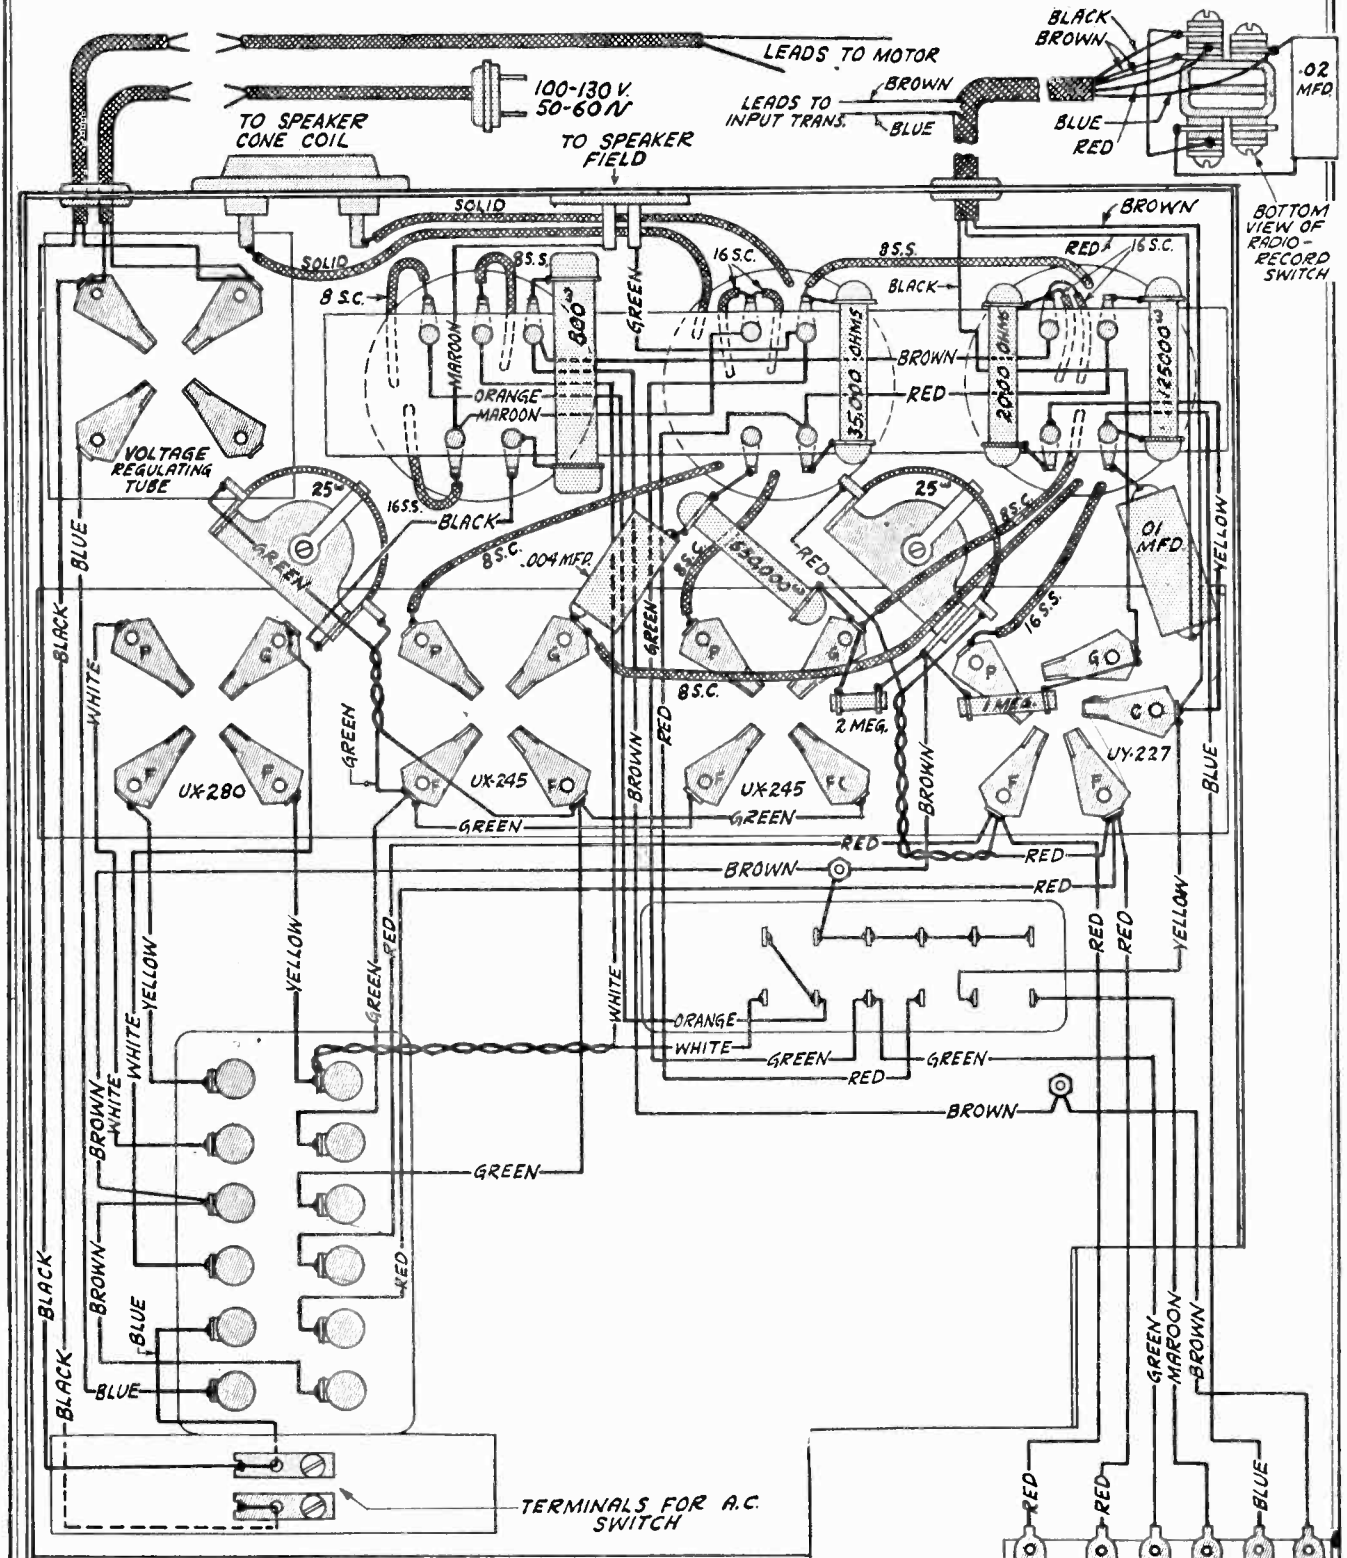 BLACK
BROWN
LEADS TO MOTOR
100-130 V.
50-60 ~
BROWN
LEADS TO
INPUT TRANS.
BLUE
.02
MFD.
BLUE
RED
TO SPEAKER
CONE COIL
TO SPEAKER
FIELD
BOTTOM
VIEW OF
RADIO-
RECORD
SWITCH
SOLID
SOLID
BROWN
RED
16 S.C.
8 S.S.
16 S.C.
8 S.S.
8 S.C.
BLACK
GREEN
MAROON
800 ω
35,000 OHMS
2000 OHMS
BROWN
ORANGE
MAROON
RED
VOLTAGE
REGULATING
TUBE
25 ω
16 S.S.
BLACK
GREEN
8 S.C.
.004 MFD.
8 S.C.
550,000 ω
RED
25 ω
8 S.C.
16 S.S.
.01
MFD
YELLOW
BLUE
BLACK
WHITE
GREEN
P
G
P
G
P
G
P
G
8 S.C.
2 MEG.
1 MEG.
C
UY-227
GREEN
F
UX-280
F
F
UX-245
F
F
UX-245
F
F
F
RED
BROWN
BROWN
BLUE
GREEN
GREEN
RED
RED
BROWN
RED
YELLOW
YELLOW
GREEN
RED
WHITE
RED
RED
YELLOW
ORANGE
WHITE
GREEN
GREEN
RED
WHITE
BROWN
WHITE
BROWN
GREEN
BLACK
BROWN
BLUE
RED
BLACK
BLUE
GREEN
MAROON
BROWN
TERMINALS FOR A.C.
SWITCH
RED
RED
BLUE